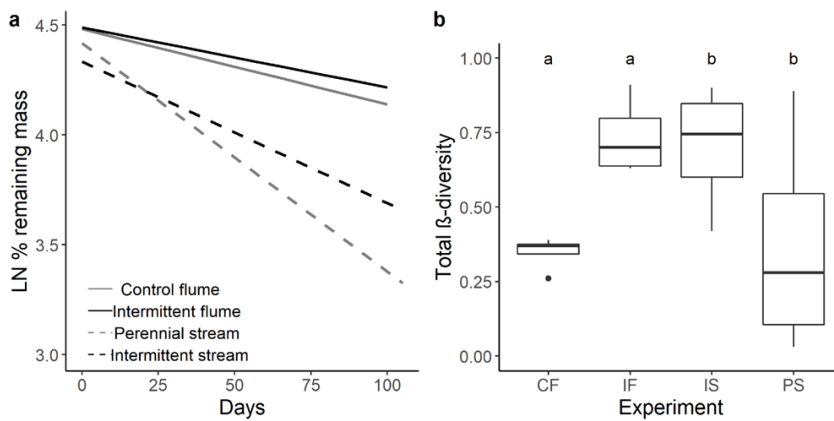 a
4.5
4.0
3.5
3.0
LN % remaining mass
Control flume
Intermittent flume
Perennial stream
Intermittent stream
0 25 50 75 100
Days
b
1.00
0.75
0.50
0.25
0.00
Total ß-diversity
a a b b
CF IF IS PS
Experiment